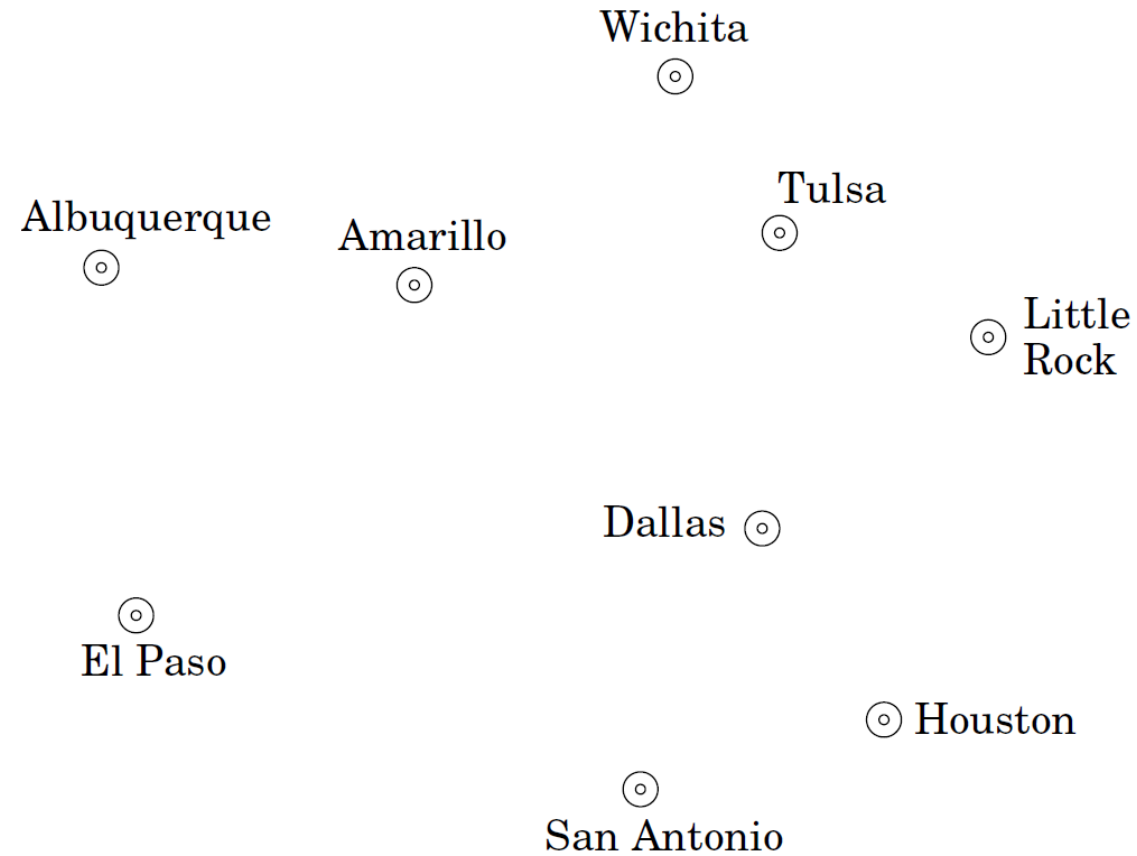 Wichita
Tulsa
Albuquerque
Amarillo
Little
Rock
Dallas
El Paso
Houston
San Antonio